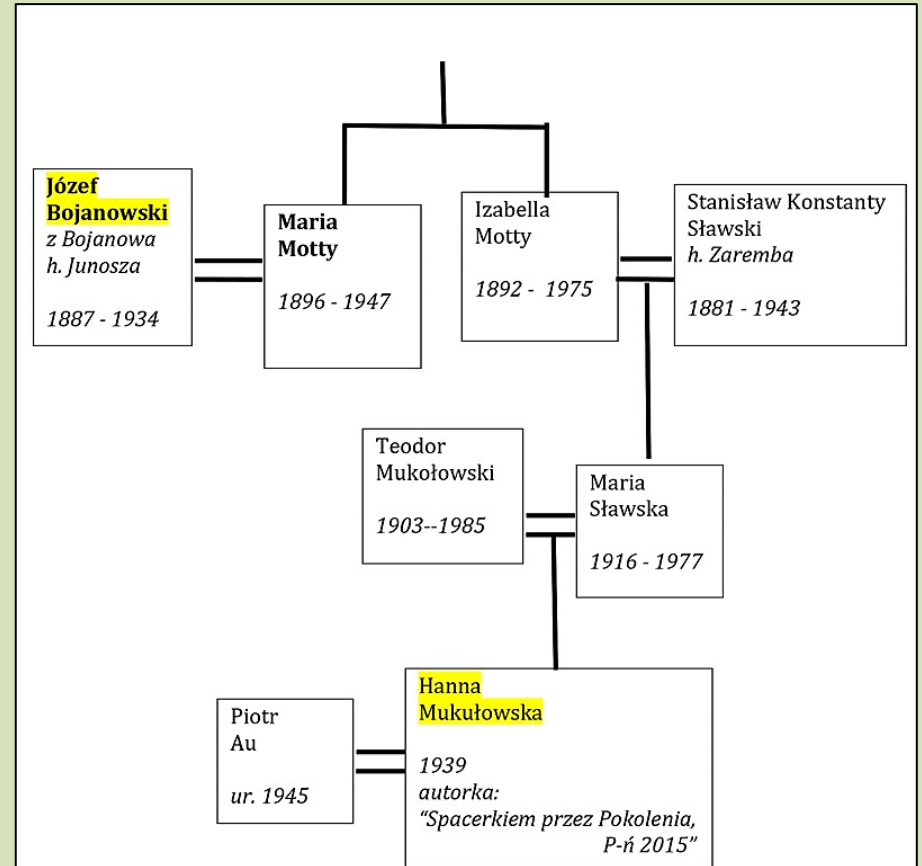 Józef
Bojanowski
z Bojanowa
h. Junosza
1887 - 1934
Maria
Motty
1896 - 1947
Izabella
Motty
1892 -  1975
Stanisław Konstanty
Sławski
h. Zaremba
1881 - 1943
Teodor
Mukołowski
1903--1985
Maria
Sławska
1916 - 1977
Piotr
Au
ur. 1945
Hanna
Mukułowska
1939
autorka:
“Spacerkiem przez Pokolenia,
P-ń 2015”